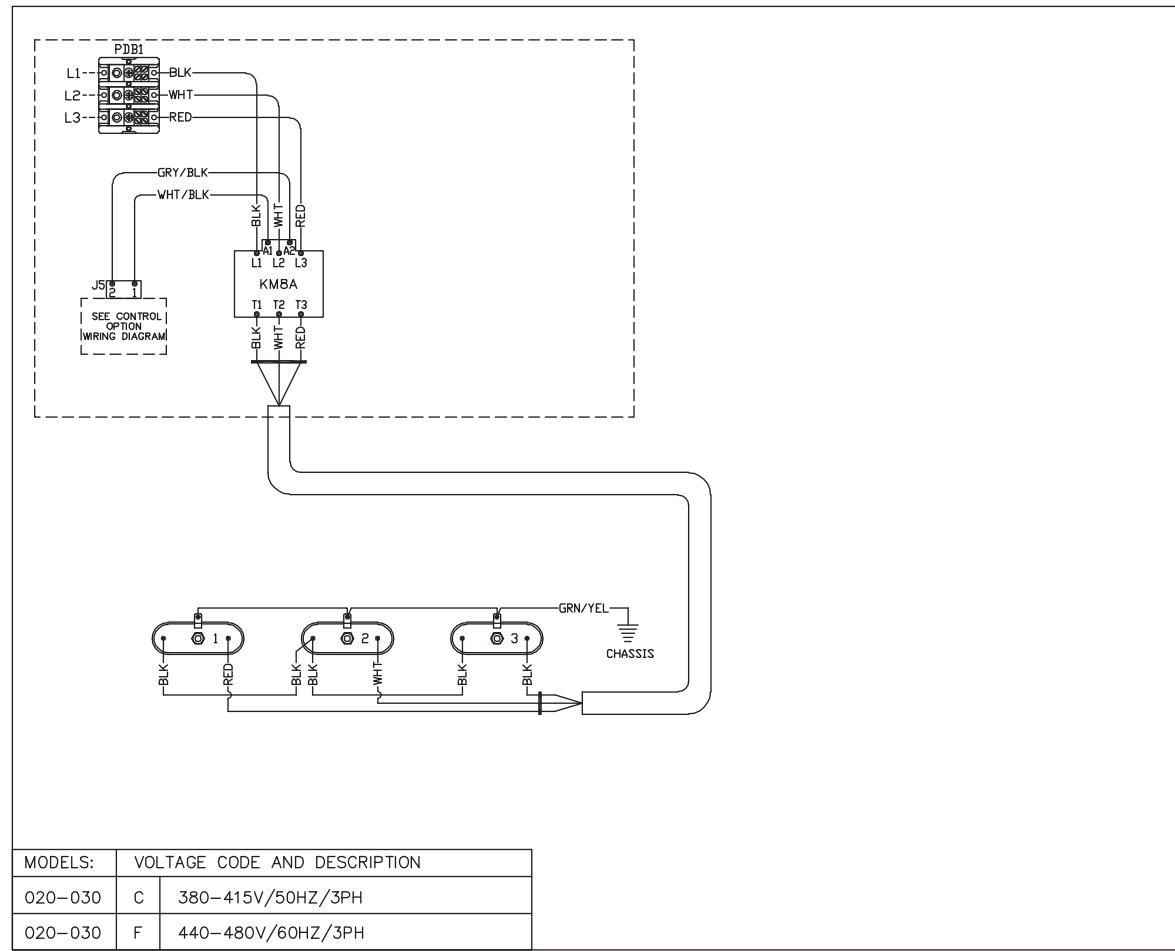 PDB1
L1 BLK
L2 WHT
L3 RED
GRY/BLK
WHT/BLK
BLK WHT RED
A1 A2
L1 L2 L3
KM8A
T1 T2 T3
J5
2 1
SEE CONTROL
OPTION
WIRING DIAGRAM
BLK WHT RED
GRN/YEL
1 2 3
CHASSIS
BLK RED BLK BLK WHT BLK BLK
MODELS: VOLTAGE CODE AND DESCRIPTION
020-030 C 380-415V/50HZ/3PH
020-030 F 440-480V/60HZ/3PH